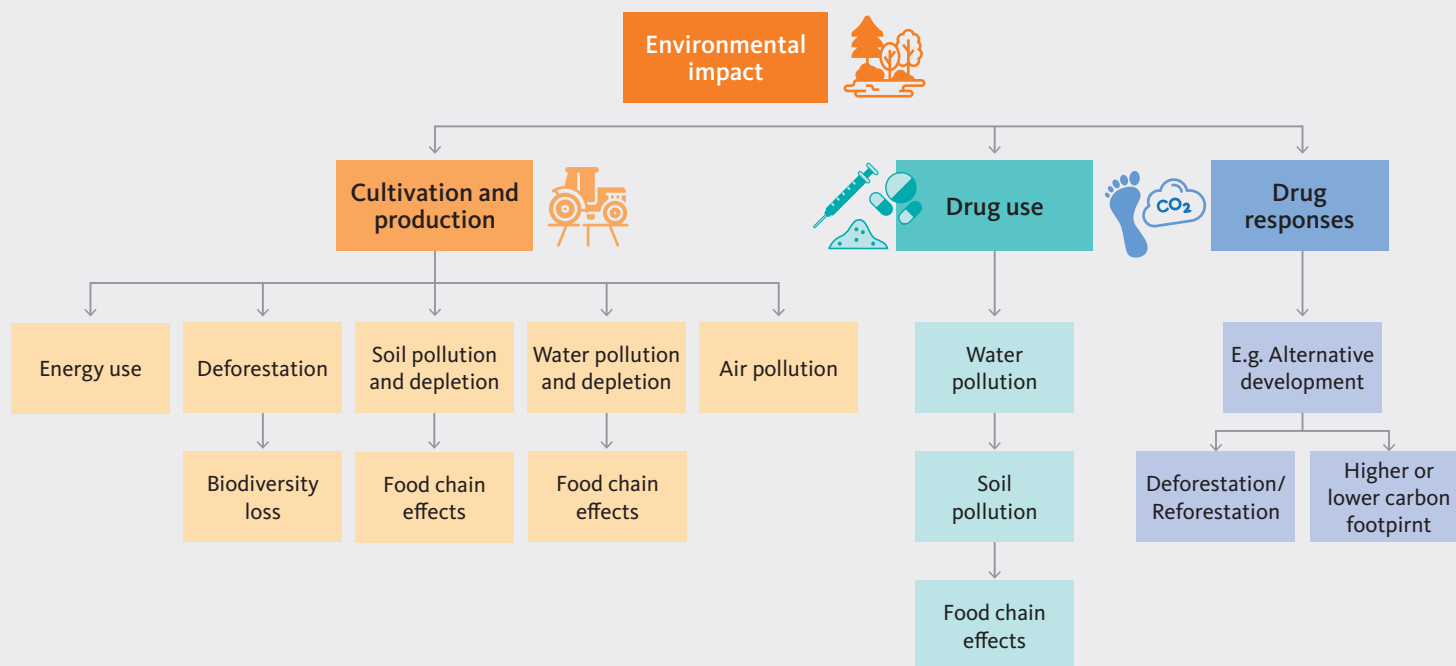 Environmental
impact
Cultivation and
production
Drug use
CO₂
Drug
responses
Energy use
Deforestation
Soil pollution
and depletion
Water pollution
and depletion
Air pollution
Water
pollution
E.g. Alternative
development
Biodiversity
loss
Food chain
effects
Food chain
effects
Soil
pollution
Deforestation/
Reforestation
Higher or
lower carbon
footpirnt
Food chain
effects